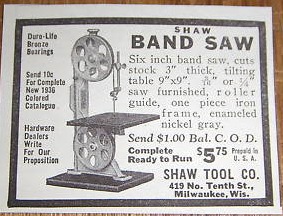 SHAW
BAND SAW
Dura-Life
Bronze
Bearings
Send 10c
For Complete
New 1936
Colored
Catalogue
Hardware
Dealers
Write
For Our
Proposition
Six inch band saw, cuts
stock 3" thick, tilting
table 9"x9". 3/16" or 1/4"
saw furnished, roller
guide, one piece iron
frame, enameled
nickel gray.
Send $1.00 Bal. C. O. D.
Complete
Ready to Run $5.75 Prepaid in
U. S. A.
SHAW TOOL CO.
419 No. Tenth St.,
Milwaukee, Wis.